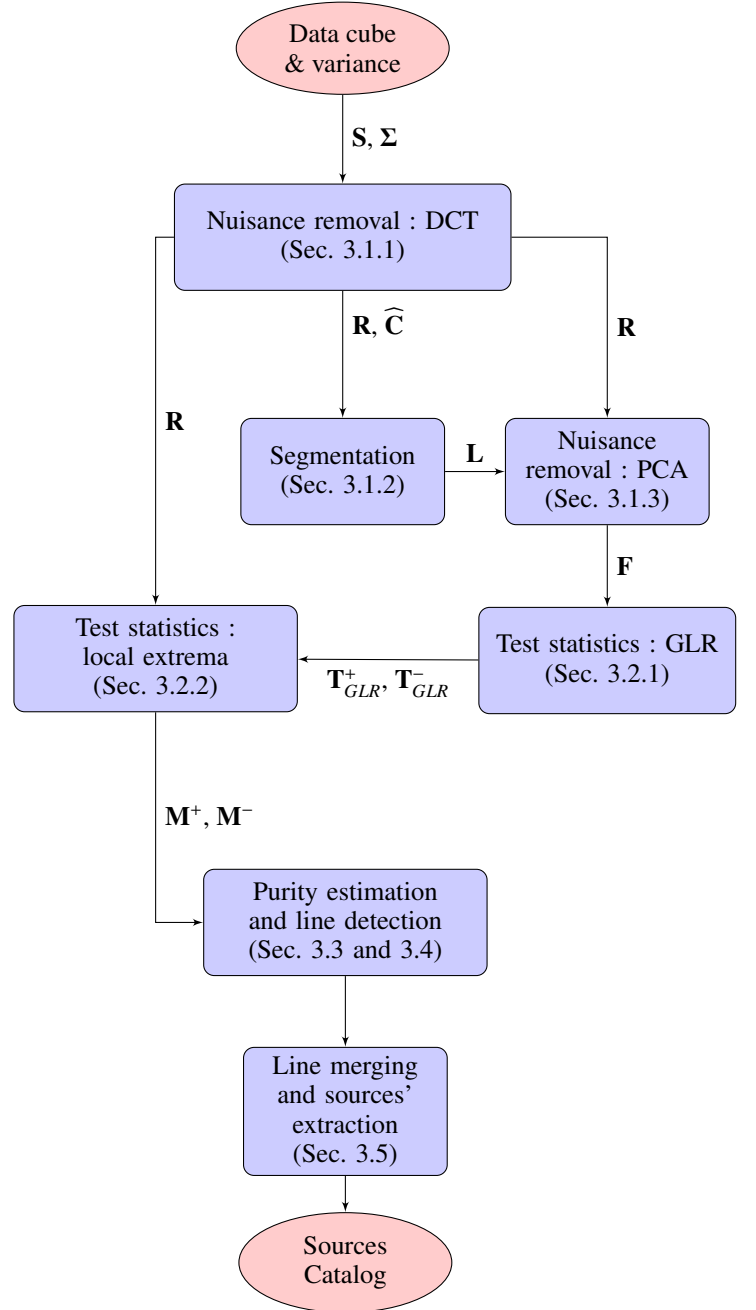 Data cube
& variance
S, Σ
Nuisance removal : DCT
(Sec. 3.1.1)
R, Ĉ
R
R
Segmentation
(Sec. 3.1.2)
L
Nuisance
removal : PCA
(Sec. 3.1.3)
F
Test statistics :
local extrema
(Sec. 3.2.2)
T⁺_GLR, T⁻_GLR
Test statistics : GLR
(Sec. 3.2.1)
M⁺, M⁻
Purity estimation
and line detection
(Sec. 3.3 and 3.4)
Line merging
and sources’
extraction
(Sec. 3.5)
Sources
Catalog